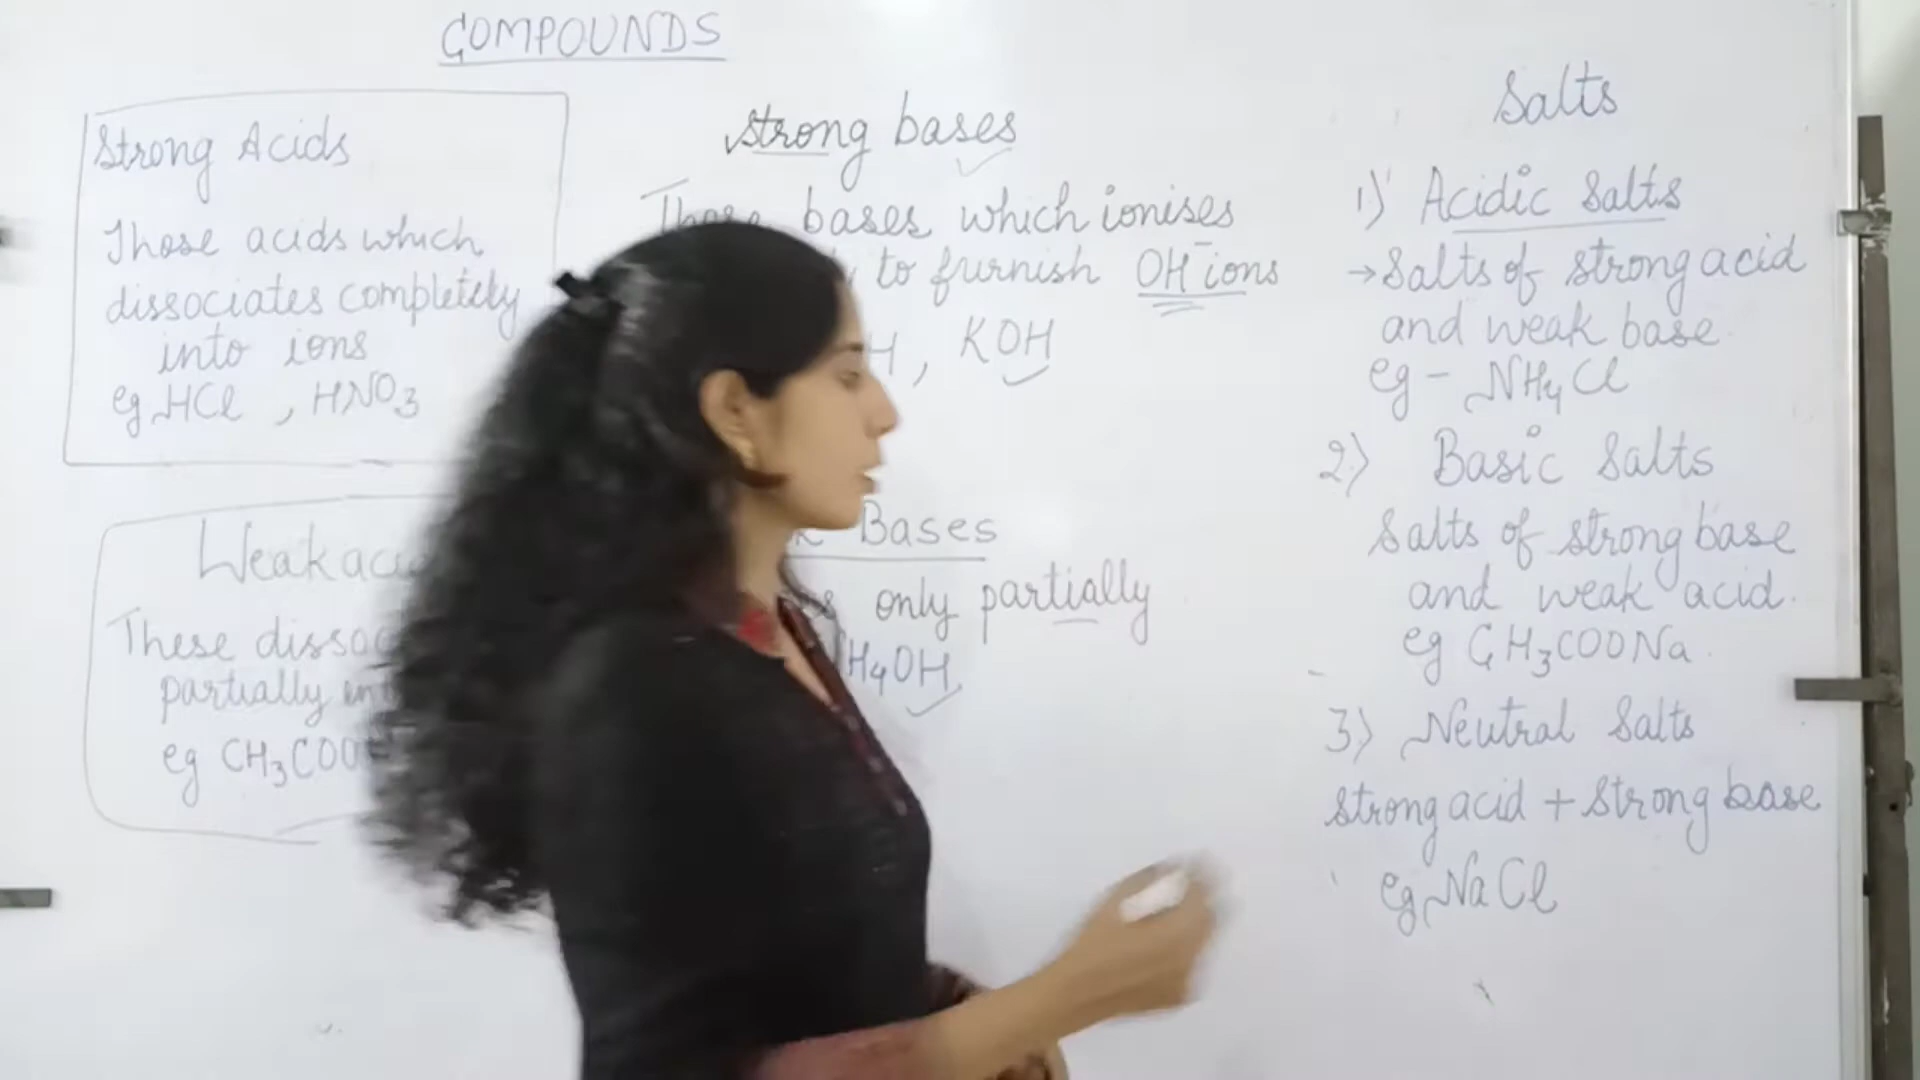 COMPOUNDS
Strong Acids
Those acids which
dissociates completely
into ions
eg HCl , HNO3
Weak
These
partially
eg
strong bases
Those bases which ionises
to furnish OH⁻ ions
, KOH
Bases
only partially
H4OH
Salts
1) Acidic Salts
→ Salts of strong acid
and weak base
eg - NH4Cl
2) Basic Salts
Salts of strong base
and weak acid.
eg CH3COONa
3) Neutral Salts
strong acid + strong base
eg NaCl